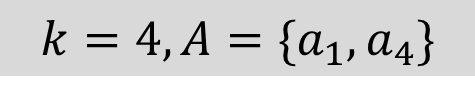 k = 4, A = {a₁, a₄}